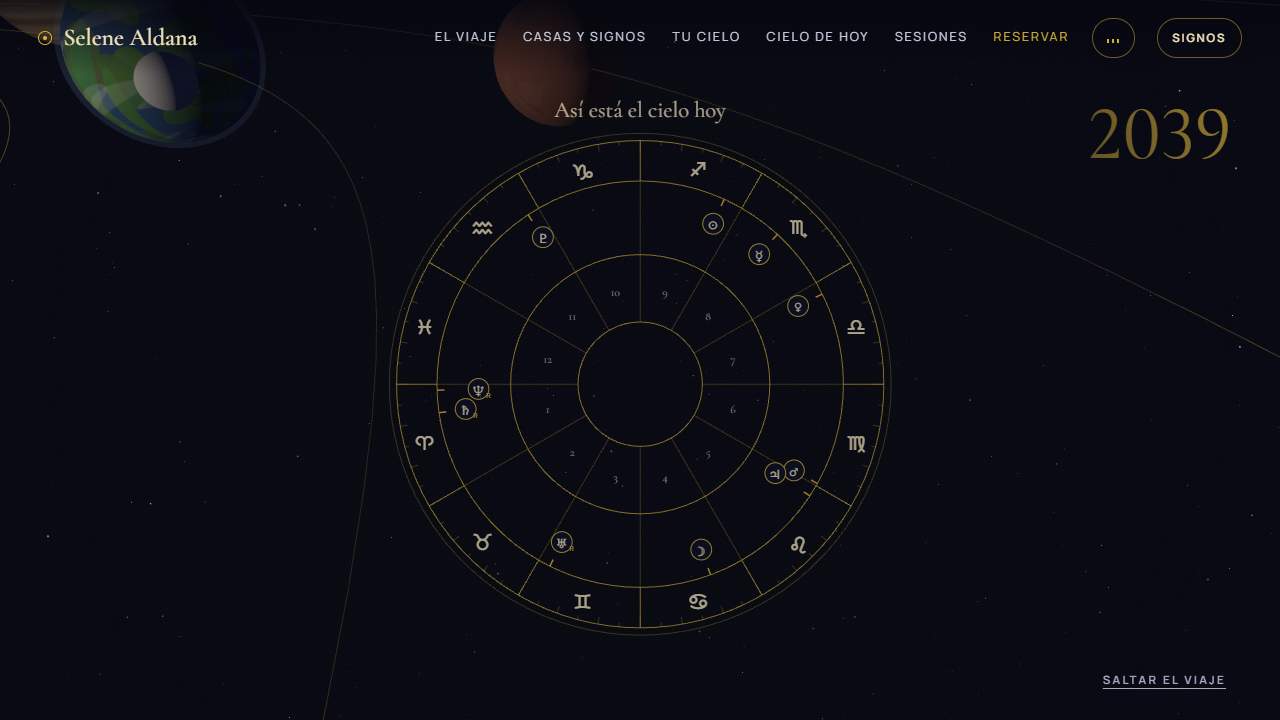 Selene Aldana
EL VIAJE CASAS Y SIGNOS TU CIELO CIELO DE HOY SESIONES RESERVAR SIGNOS
Así está el cielo hoy
2039
♑ ♐
♒ ♏
♓ ♎
♈ ♍
♉ ♌
♊ ♋
☉
♇
☿
♀
♆ R
♄ R
♃ ♂
♅ R
☽
10 9
11 8
12 7
1 6
2 5
3 4
SALTAR EL VIAJE